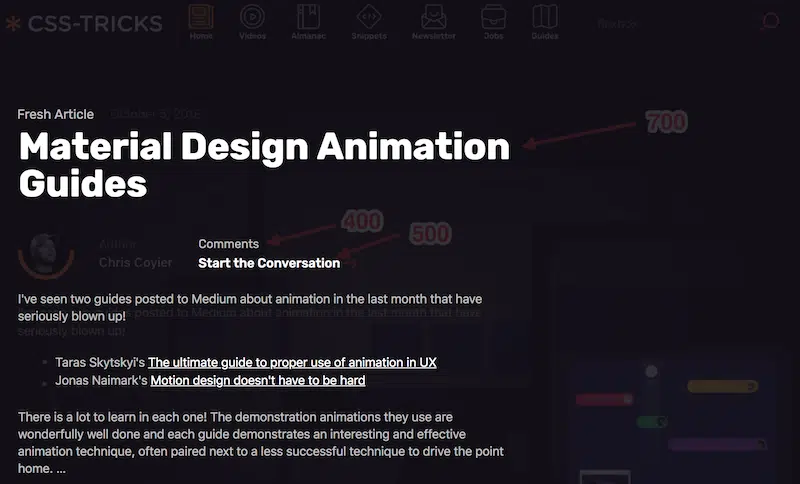 CSS-TRICKS
Home
Videos
Almanac
Snippets
Newsletter
Jobs
Guides
Fresh Article
October 5, 2018
Material Design Animation
Guides
700
400
500
Author
Chris Coyier
Comments
Start the Conversation
I've seen two guides posted to Medium about animation in the last month that have
seriously blown up!
Taras Skytskyi's The ultimate guide to proper use of animation in UX
Jonas Naimark's Motion design doesn't have to be hard
There is a lot to learn in each one! The demonstration animations they use are
wonderfully well done and each guide demonstrates an interesting and effective
animation technique, often paired next to a less successful technique to drive the point
home. ...